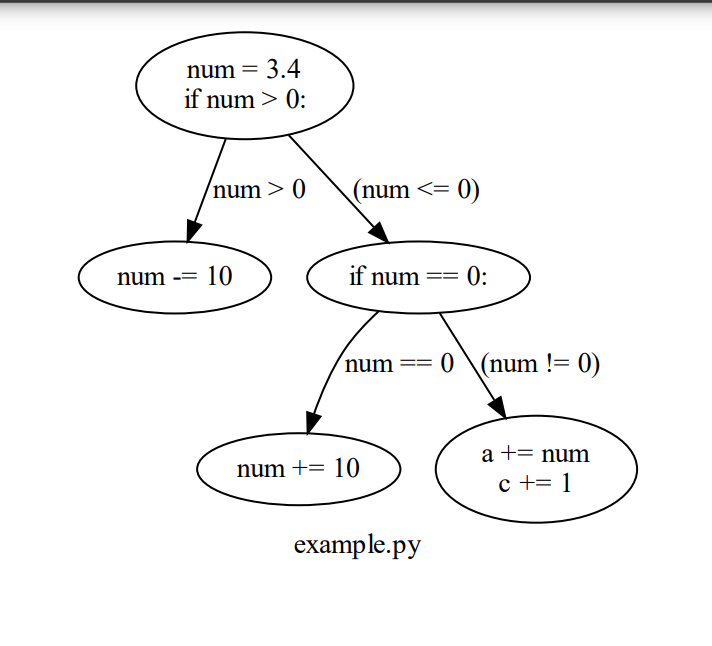 num = 3.4
if num > 0:
num > 0
(num <= 0)
num -= 10
if num == 0:
num == 0
(num != 0)
num += 10
a += num
c += 1
example.py